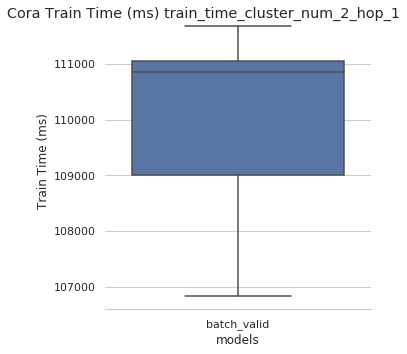 Cora Train Time (ms) train_time_cluster_num_2_hop_1
111000
110000
109000
108000
107000
Train Time (ms)
batch_valid
models